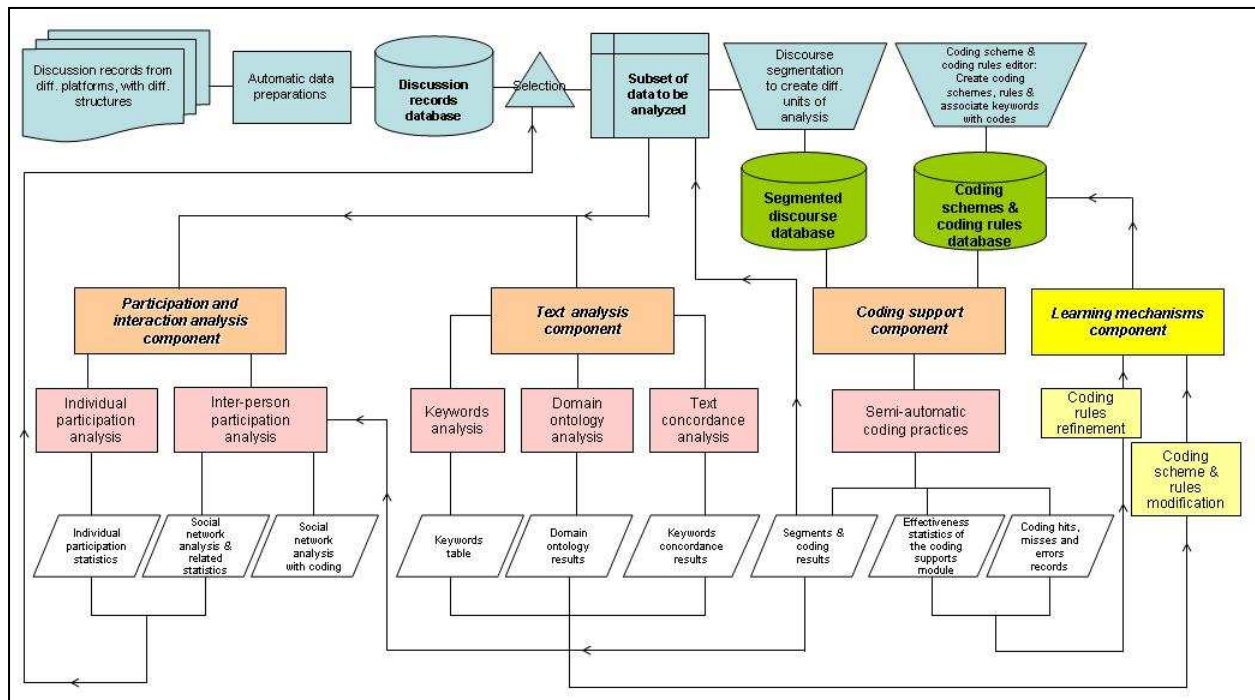 Discussion records from
diff. platforms, with diff.
structures
Automatic data
preparations
Discussion
records
database
Selection
Subset of
data to be
analyzed
Discourse
segmentation
to create diff.
units of
analysis
Coding scheme &
coding rules editor:
Create coding
schemes, rules &
associate keywords
with codes
Segmented
discourse
database
Coding
schemes &
coding rules
database
Participation and
interaction analysis
component
Text analysis
component
Coding support
component
Learning mechanisms
component
Individual
participation
analysis
Inter-person
participation
analysis
Keywords
analysis
Domain
ontology
analysis
Text
concordance
analysis
Semi-automatic
coding practices
Coding
rules
refinement
Coding
scheme &
rules
modification
Individual
participation
statistics
Social
network
analysis &
related
statistics
Social
network
analysis
with coding
Keywords
table
Domain
ontology
results
Keywords
concordance
results
Segments &
coding
results
Effectiveness
statistics of
the coding
supports
module
Coding hits,
misses and
errors
records